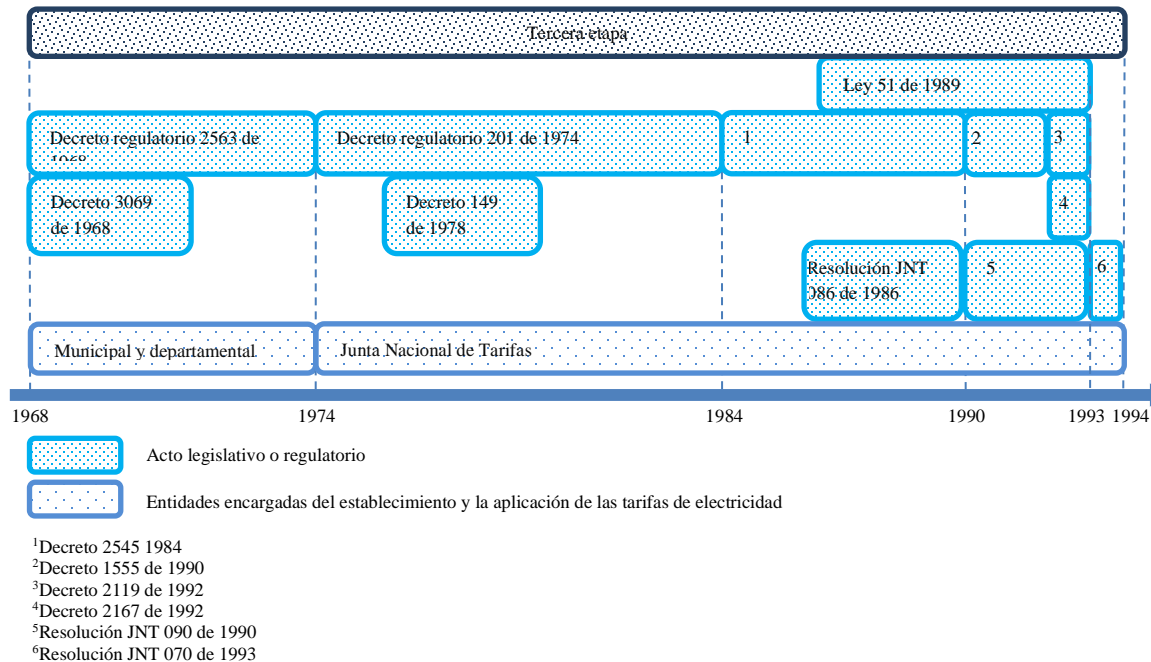 Tercera etapa
Ley 51 de 1989
Decreto regulatorio 2563 de
1968
Decreto regulatorio 201 de 1974
1
2
3
Decreto 3069
de 1968
Decreto 149
de 1978
4
Resolución JNT
086 de 1986
5
6
Municipal y departamental
Junta Nacional de Tarifas
1968
1974
1984
1990
1993
1994
Acto legislativo o regulatorio
Entidades encargadas del establecimiento y la aplicación de las tarifas de electricidad
¹Decreto 2545 1984
²Decreto 1555 de 1990
³Decreto 2119 de 1992
⁴Decreto 2167 de 1992
⁵Resolución JNT 090 de 1990
⁶Resolución JNT 070 de 1993